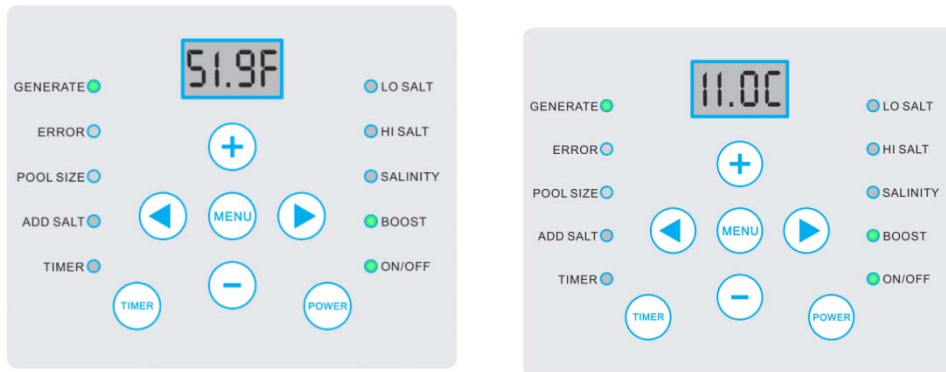 51.9F
GENERATE
LO SALT
ERROR
HI SALT
POOL SIZE
SALINITY
MENU
ADD SALT
BOOST
TIMER
ON/OFF
TIMER
POWER
11.0C
GENERATE
LO SALT
ERROR
HI SALT
POOL SIZE
SALINITY
MENU
ADD SALT
BOOST
TIMER
ON/OFF
TIMER
POWER